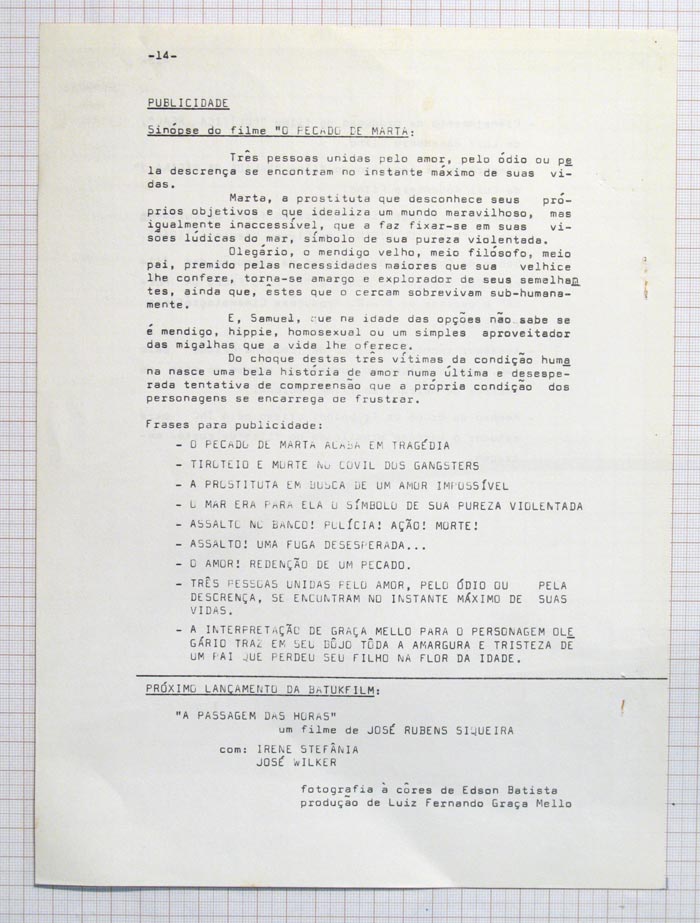 -14-
PUBLICIDADE
Sinópse do filme "O PECADO DE MARTA:
Três pessoas unidas pelo amor, pelo ódio ou pe
la descrença se encontram no instante máximo de suas vi-
das.
Marta, a prostituta que desconhece seus pró-
prios objetivos e que idealiza um mundo maravilhoso, mas
igualmente inaccessível, que a faz fixar-se em suas vi-
sões lúdicas do mar, símbolo de sua pureza violentada.
Olegário, o mendigo velho, meio filósofo, meio
pai, premido pelas necessidades maiores que sua velhice
lhe confere, torna-se amargo e explorador de seus semelhan
tes, ainda que, êstes que o cercam sobrevivam sub-humana-
mente.
E, Samuel, que na idade das opções não sabe se
é mendigo, hippie, homosexual ou um simples aproveitador
das migalhas que a vida lhe oferece.
Do choque destas três vítimas da condição huma
na nasce uma bela história de amor numa última e desespe-
rada tentativa de compreensão que a própria condição dos
personagens se encarrega de frustrar.
Frases para publicidade:
- O PECADO DE MARTA ACABA EM TRAGÉDIA
- TIROTEIO E MORTE NO COVIL DOS GANGSTERS
- A PROSTITUTA EM BUSCA DE UM AMOR IMPOSSÍVEL
- O MAR ERA PARA ELA O SÍMBOLO DE SUA PUREZA VIOLENTADA
- ASSALTO NO BANCO! POLÍCIA! AÇÃO! MORTE!
- ASSALTO! UMA FUGA DESESPERADA...
- O AMOR! REDENÇÃO DE UM PECADO.
- TRÊS PESSOAS UNIDAS PELO AMOR, PELO ÓDIO OU PELA
DESCRENÇA, SE ENCONTRAM NO INSTANTE MÁXIMO DE SUAS
VIDAS.
- A INTERPRETAÇÃO DE GRAÇA MELLO PARA O PERSONAGEM OLE
GÁRIO TRAZ EM SEU BÔJO TÔDA A AMARGURA E TRISTEZA DE
UM PAI QUE PERDEU SEU FILHO NA FLOR DA IDADE.
PRÓXIMO LANÇAMENTO DA BATUKFILM:
"A PASSAGEM DAS HORAS"
um filme de JOSÉ RUBENS SIQUEIRA
com: IRENE STEFÂNIA
JOSÉ WILKER
fotografia à côres de Edson Batista
produção de Luiz Fernando Graça Mello